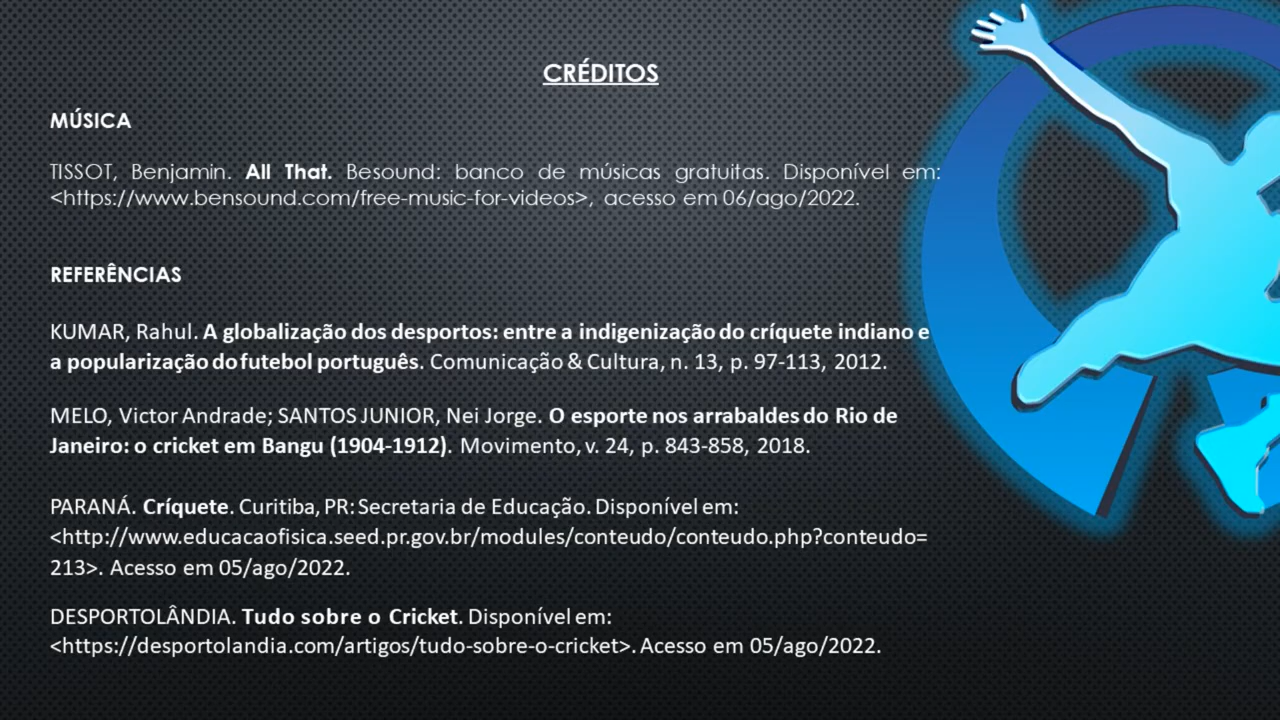 CRÉDITOS
MÚSICA
TISSOT, Benjamin. All That. Besound: banco de músicas gratuitas. Disponível em:
<https://www.bensound.com/free-music-for-videos>, acesso em 06/ago/2022.
REFERÊNCIAS
KUMAR, Rahul. A globalização dos desportos: entre a indigenização do críquete indiano e
a popularização do futebol português. Comunicação & Cultura, n. 13, p. 97-113, 2012.
MELO, Victor Andrade; SANTOS JUNIOR, Nei Jorge. O esporte nos arrabaldes do Rio de
Janeiro: o cricket em Bangu (1904-1912). Movimento, v. 24, p. 843-858, 2018.
PARANÁ. Críquete. Curitiba, PR: Secretaria de Educação. Disponível em:
<http://www.educacaofisica.seed.pr.gov.br/modules/conteudo/conteudo.php?conteudo=
213>. Acesso em 05/ago/2022.
DESPORTOLÂNDIA. Tudo sobre o Cricket. Disponível em:
<https://desportolandia.com/artigos/tudo-sobre-o-cricket>. Acesso em 05/ago/2022.